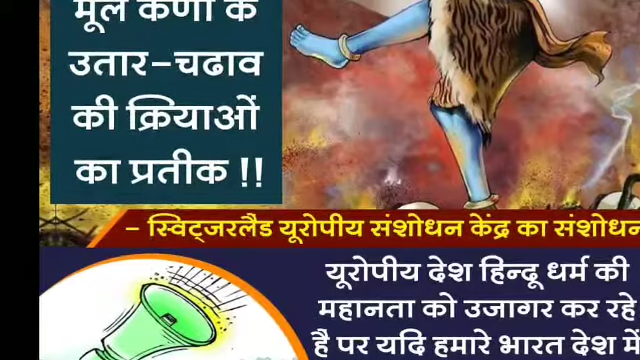 मूल कणों के
उतार-चढाव
की क्रियाओं
का प्रतीक !!
- स्विट्जरलैड यूरोपीय संशोधन केंद्र का संशोधन
यूरोपीय देश हिन्दू धर्म की
महानता को उजागर कर रहे
है पर यदि हमारे भारत देश में